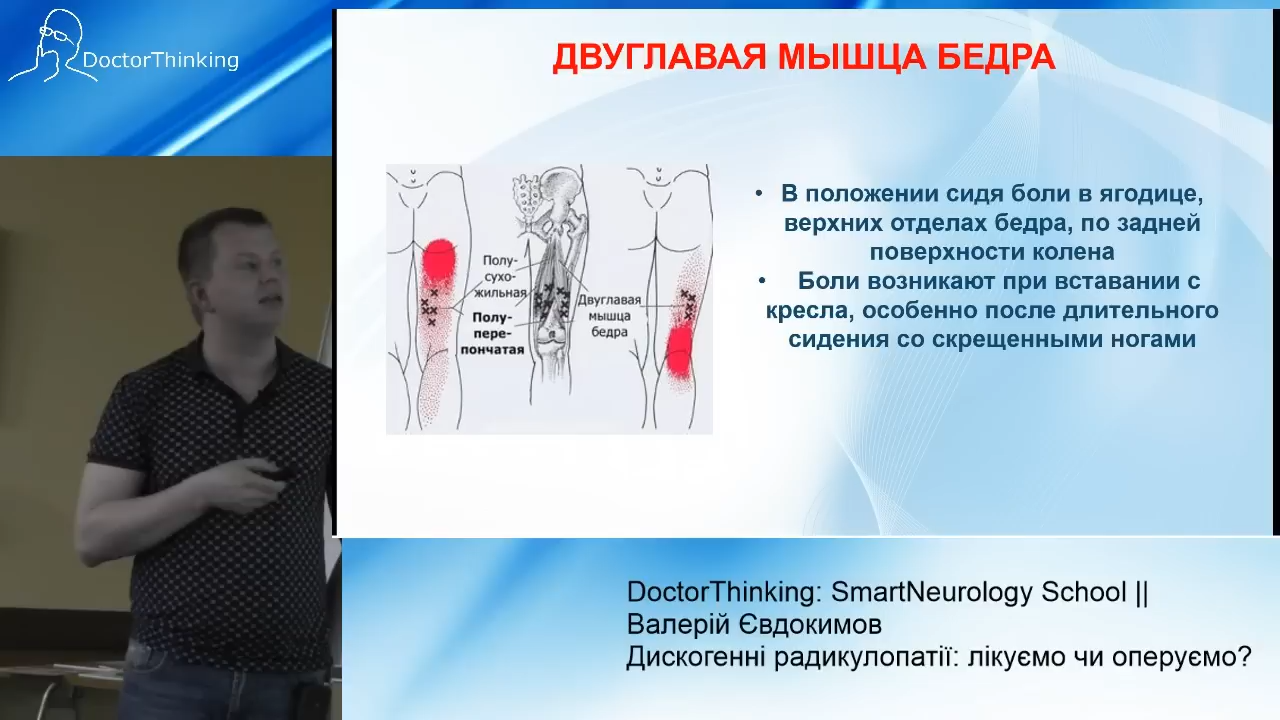 DoctorThinking
ДВУГЛАВАЯ МЫШЦА БЕДРА
Полу-
сухо-
жильная
Полу-
пере-
пончатая
Двуглавая
мышца
бедра
• В положении сидя боли в ягодице,
верхних отделах бедра, по задней
поверхности колена
• Боли возникают при вставании с
кресла, особенно после длительного
сидения со скрещенными ногами
DoctorThinking: SmartNeurology School ||
Валерій Євдокимов
Дискогенні радикулопатії: лікуємо чи оперуємо?